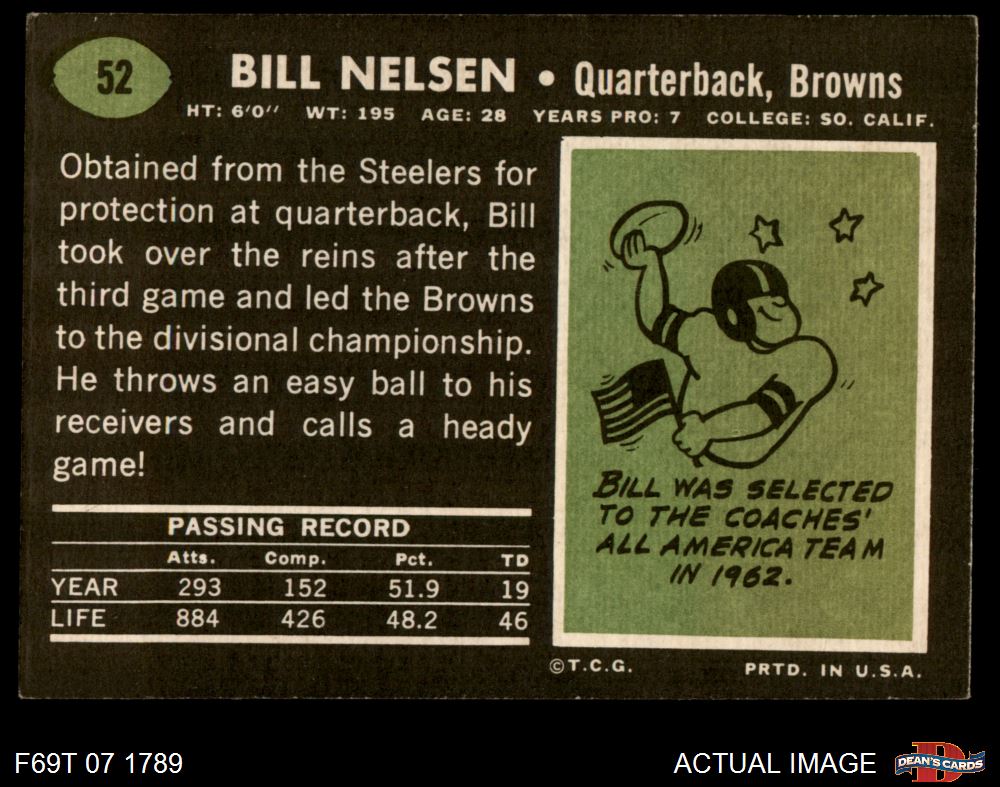 52
BILL NELSEN • Quarterback, Browns
HT: 6'0" WT: 195 AGE: 28 YEARS PRO: 7 COLLEGE: SO. CALIF.
Obtained from the Steelers for
protection at quarterback, Bill
took over the reins after the
third game and led the Browns
to the divisional championship.
He throws an easy ball to his
receivers and calls a heady
game!
PASSING RECORD
Atts. Comp. Pct. TD
YEAR 293 152 51.9 19
LIFE 884 426 48.2 46
BILL WAS SELECTED
TO THE COACHES'
ALL AMERICA TEAM
IN 1962.
©T.C.G. PRTD. IN U.S.A.
F69T 07 1789 ACTUAL IMAGE
D
DEAN'S CARDS